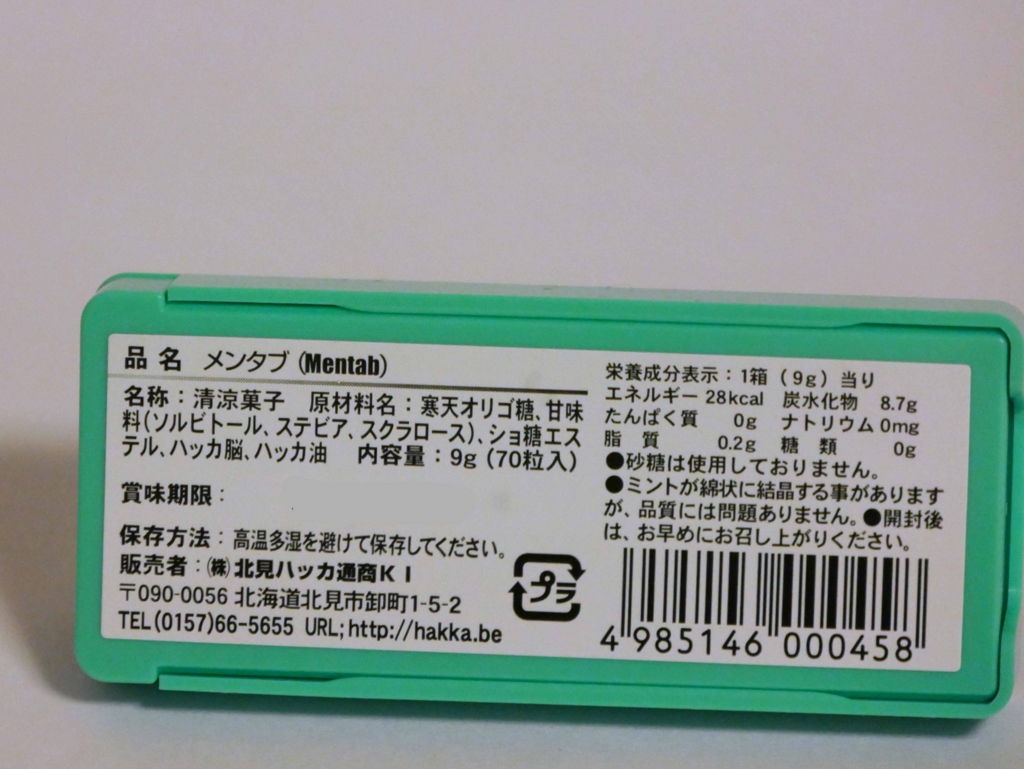 品名 メンタブ (Mentab)
名称：清涼菓子 原材料名：寒天オリゴ糖、甘味
料(ソルビトール、ステビア、スクラロース)、ショ糖エス
テル、ハッカ脳、ハッカ油 内容量：9g (70粒入)
賞味期限：
保存方法：高温多湿を避けて保存してください。
販売者：㈱北見ハッカ通商KI
〒090-0056 北海道北見市卸町1-5-2
TEL(0157)66-5655 URL;http://hakka.be
プラ
栄養成分表示：1箱 (9g) 当り
エネルギー 28kcal 炭水化物 8.7g
たんぱく質 0g ナトリウム 0mg
脂質 0.2g 糖類 0g
●砂糖は使用しておりません。
●ミントが綿状に結晶する事があります
が、品質には問題ありません。●開封後
は、お早めにお召し上がりください。
4 985146 000458